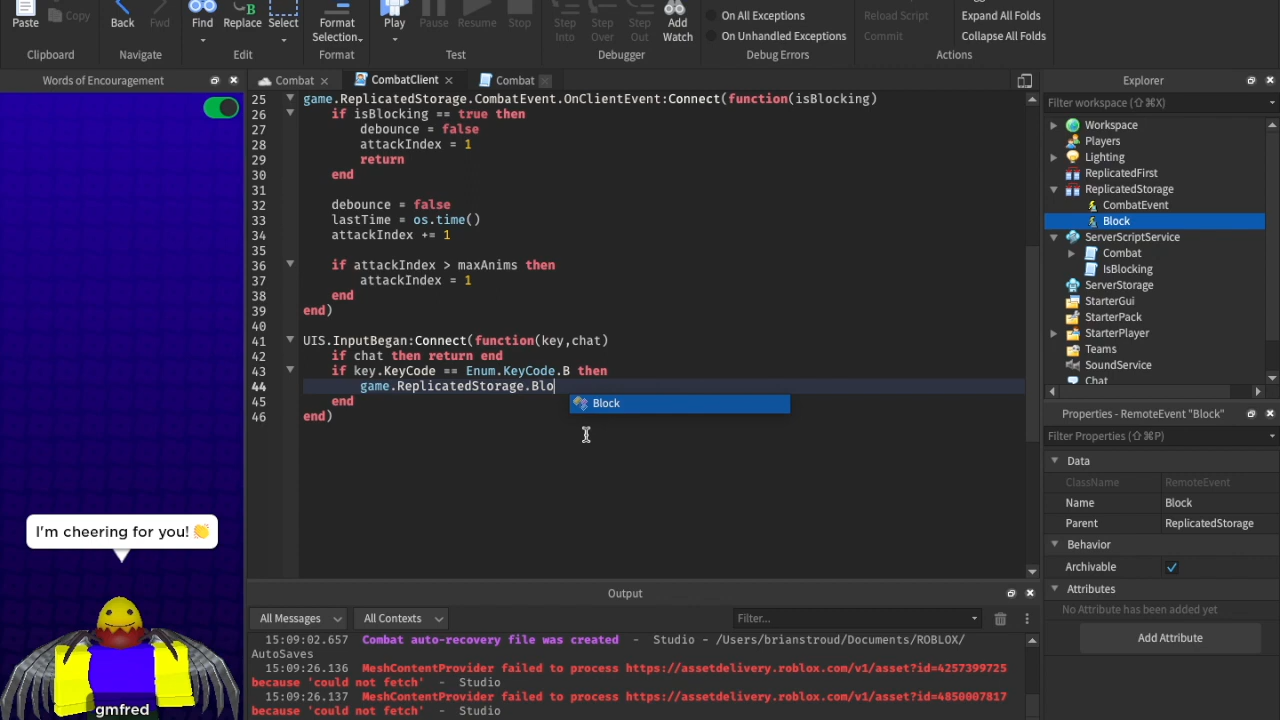 Paste
Copy
Back
Fwd
Find
Replace
Select
Format
Selection
Play
Pause
Resume
Stop
Step
Into
Step
Over
Step
Out
Add
Watch
On All Exceptions
On Unhandled Exceptions
Reload Script
Commit
Expand All Folds
Collapse All Folds
Clipboard
Navigate
Edit
Format
Test
Debugger
Debug Errors
Actions
Words of Encouragement
Combat
CombatClient
Combat
Explorer
25 game.ReplicatedStorage.CombatEvent.OnClientEvent:Connect(function(isBlocking)
26 if isBlocking == true then
27 debounce = false
28 attackIndex = 1
29 return
30 end
31
32 debounce = false
33 lastTime = os.time()
34 attackIndex += 1
35
36 if attackIndex > maxAnims then
37 attackIndex = 1
38 end
39 end)
40
41 UIS.InputBegan:Connect(function(key,chat)
42 if chat then return end
43 if key.KeyCode == Enum.KeyCode.B then
44 game.ReplicatedStorage.Blo
Block
45 end
46 end)
Filter workspace (⇧⌘X)
Workspace
Players
Lighting
ReplicatedFirst
ReplicatedStorage
CombatEvent
Block
ServerScriptService
Combat
IsBlocking
ServerStorage
StarterGui
StarterPack
StarterPlayer
Teams
SoundService
Chat
Properties - RemoteEvent "Block"
Filter Properties (⇧⌘P)
Data
ClassName RemoteEvent
Name Block
Parent ReplicatedStorage
Behavior
Archivable
Attributes
No Attribute has been added yet
Add Attribute
I'm cheering for you! 👏
gmfred
Output
All Messages
All Contexts
Filter...
15:09:02.657 Combat auto-recovery file was created - Studio - /Users/brianstroud/Documents/ROBLOX/
AutoSaves
15:09:26.136 MeshContentProvider failed to process https://assetdelivery.roblox.com/v1/asset?id=4257399725
because 'could not fetch' - Studio
15:09:26.137 MeshContentProvider failed to process https://assetdelivery.roblox.com/v1/asset?id=4850007817
because 'could not fetch' - Studio